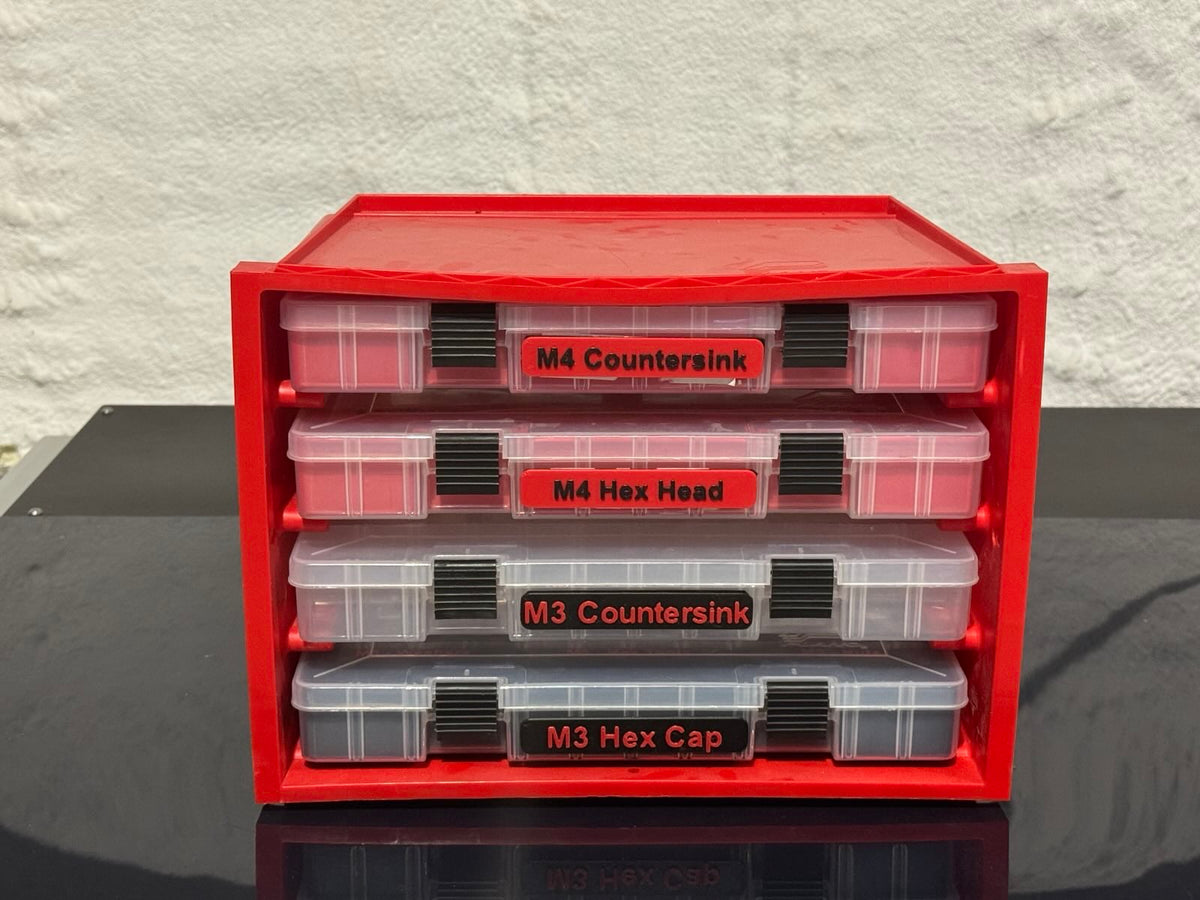 M4 Countersink
M4 Hex Head
M3 Countersink
M3 Hex Cap